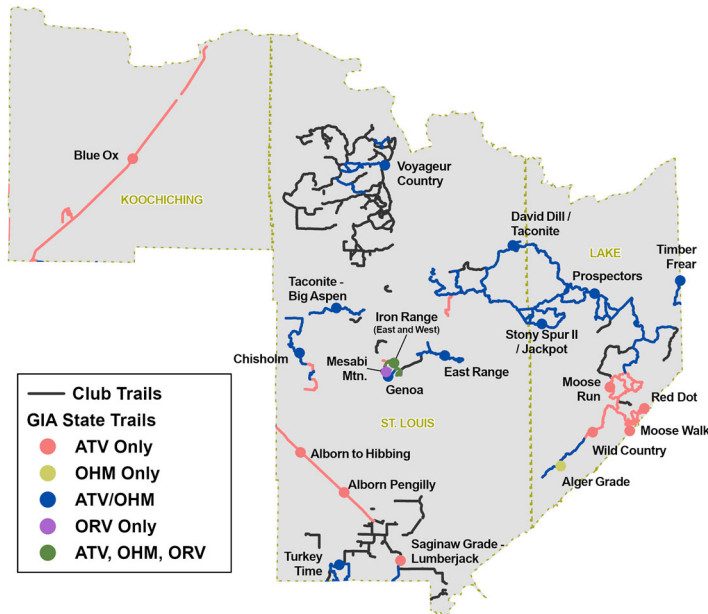 Blue Ox
KOOCHICHING
Voyageur
Country
David Dill /
Taconite
LAKE
Timber
Frear
Prospectors
Taconite -
Big Aspen
Iron Range
(East and West)
Stony Spur II
/ Jackpot
Chisholm
Mesabi
Mtn.
East Range
Genoa
Moose
Run
Red Dot
ST. LOUIS
Moose Walk
Wild Country
Alborn to Hibbing
Alger Grade
Alborn Pengilly
Saginaw Grade -
Lumberjack
Turkey
Time
Club Trails
GIA State Trails
ATV Only
OHM Only
ATV/OHM
ORV Only
ATV, OHM, ORV